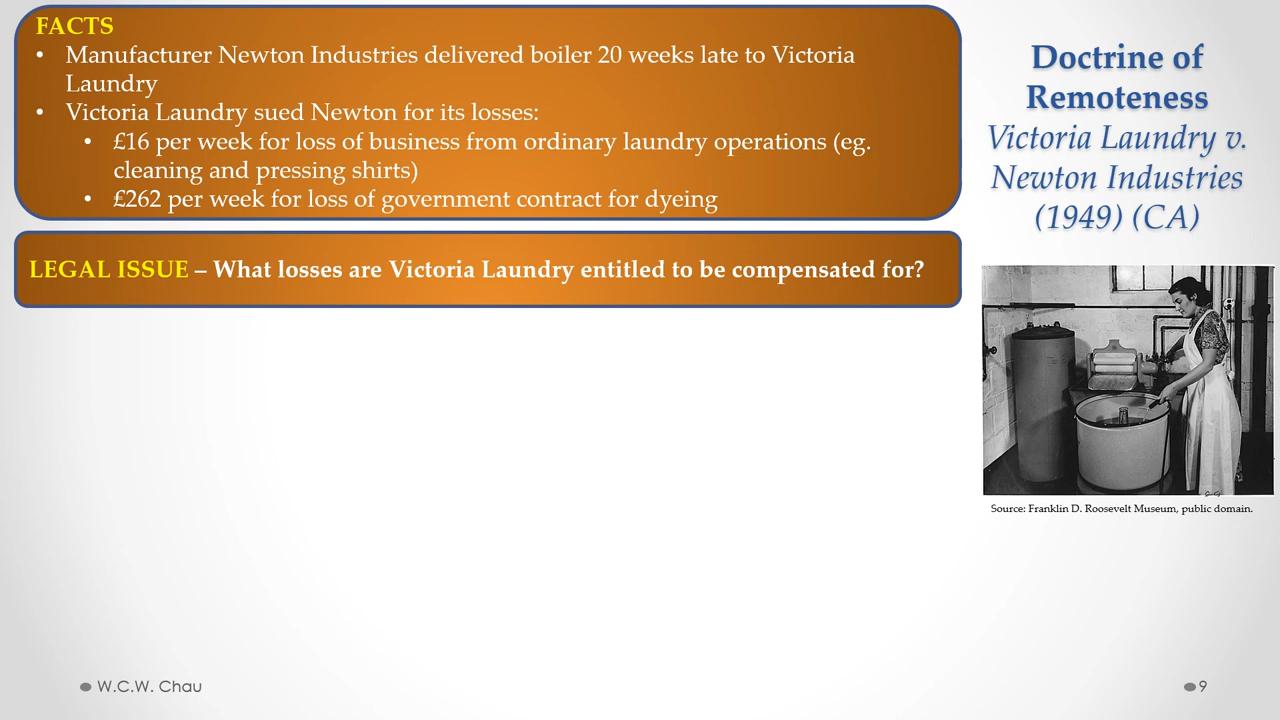 FACTS
• Manufacturer Newton Industries delivered boiler 20 weeks late to Victoria
Laundry
• Victoria Laundry sued Newton for its losses:
• £16 per week for loss of business from ordinary laundry operations (eg.
cleaning and pressing shirts)
• £262 per week for loss of government contract for dyeing
LEGAL ISSUE – What losses are Victoria Laundry entitled to be compensated for?
Doctrine of
Remoteness
Victoria Laundry v.
Newton Industries
(1949) (CA)
Source: Franklin D. Roosevelt Museum, public domain.
W.C.W. Chau
9